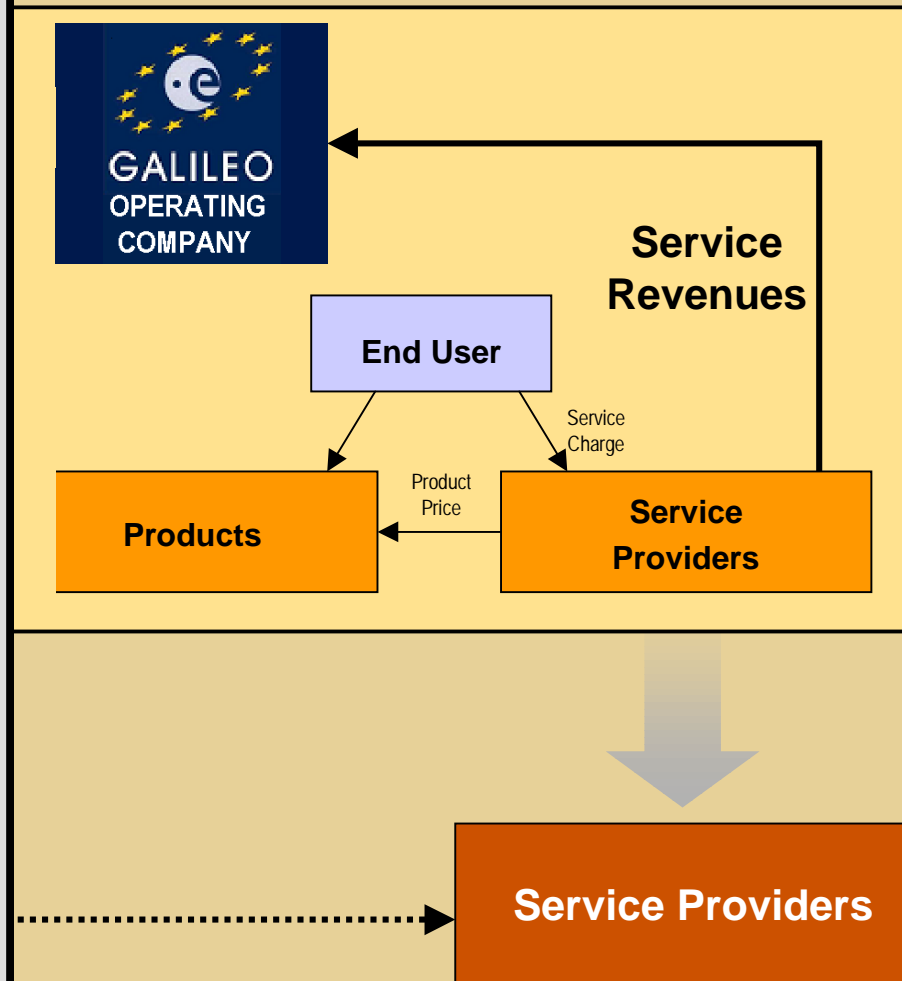 GALILEO
OPERATING
COMPANY
Service
Revenues
End User
Service
Charge
Product
Price
Products
Service
Providers
Service Providers